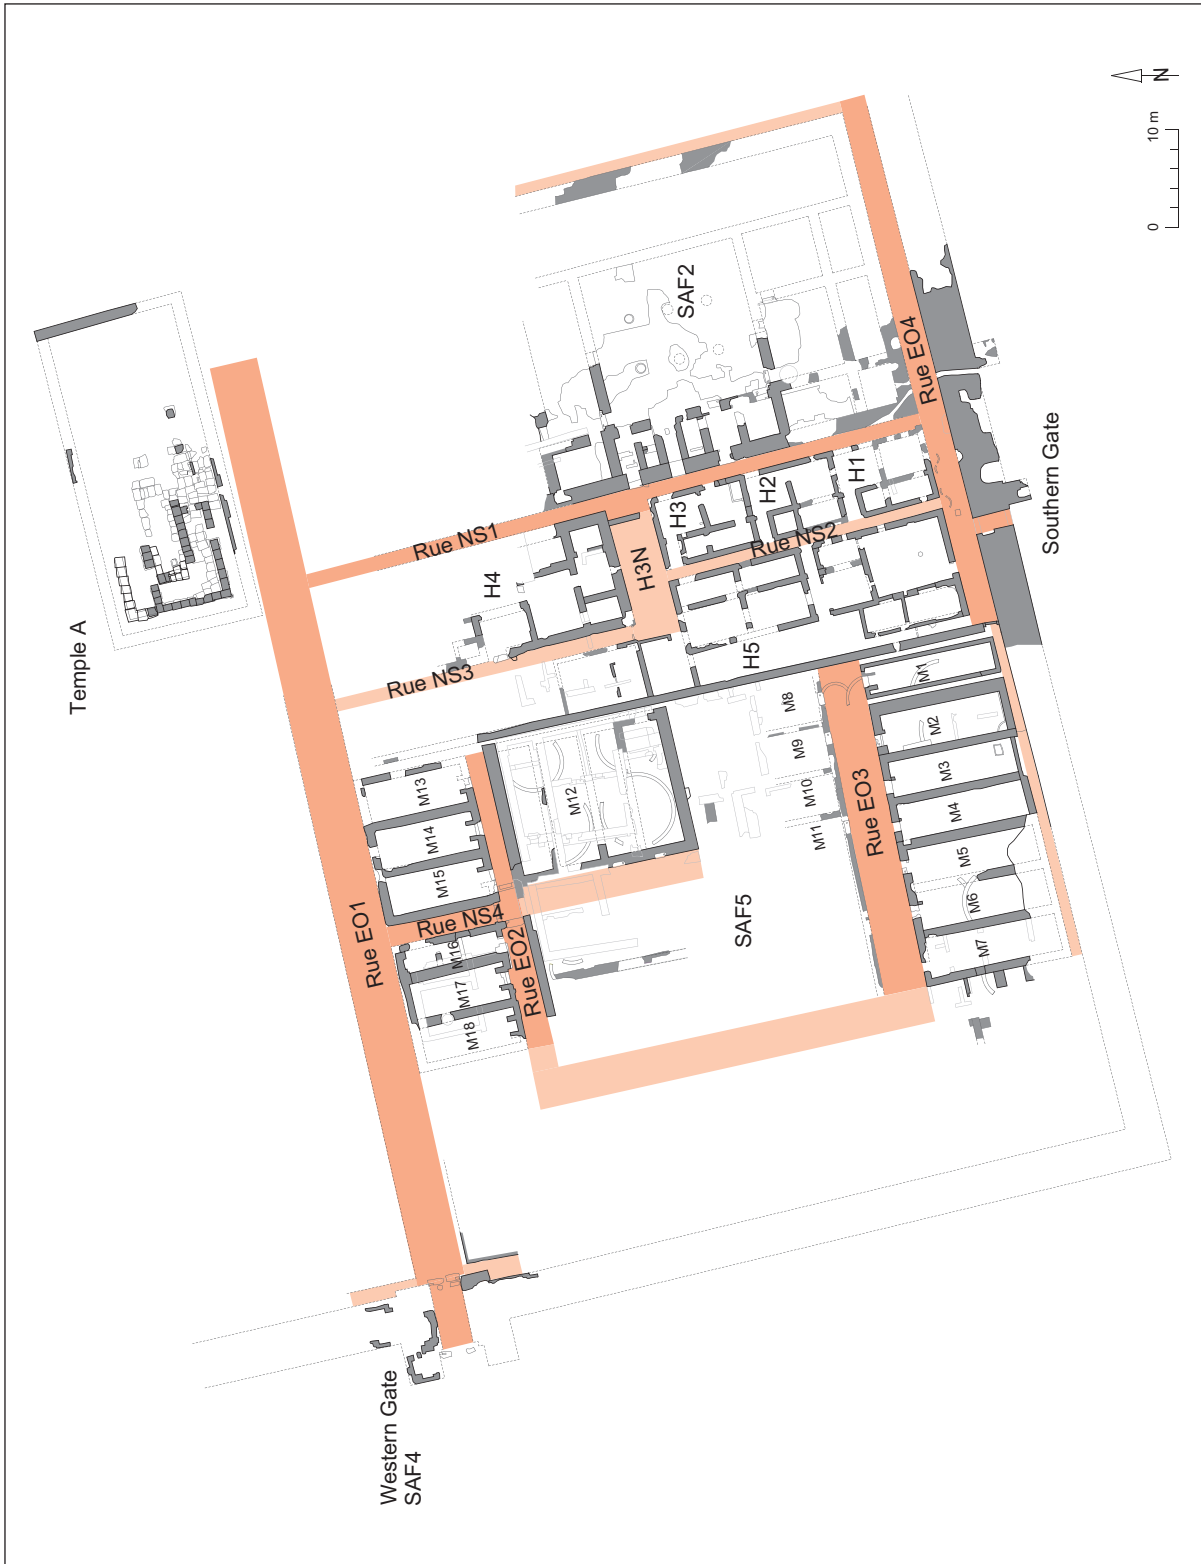 Temple A
Western Gate
SAF4
Southern Gate
Rue EO1
Rue EO2
Rue EO3
Rue EO4
Rue NS1
Rue NS2
Rue NS3
Rue NS4
SAF2
SAF5
H1
H2
H3
H3N
H4
H5
M1
M2
M3
M4
M5
M6
M7
M8
M9
M10
M11
M12
M13
M14
M15
M16
M17
M18
0
10 m
N